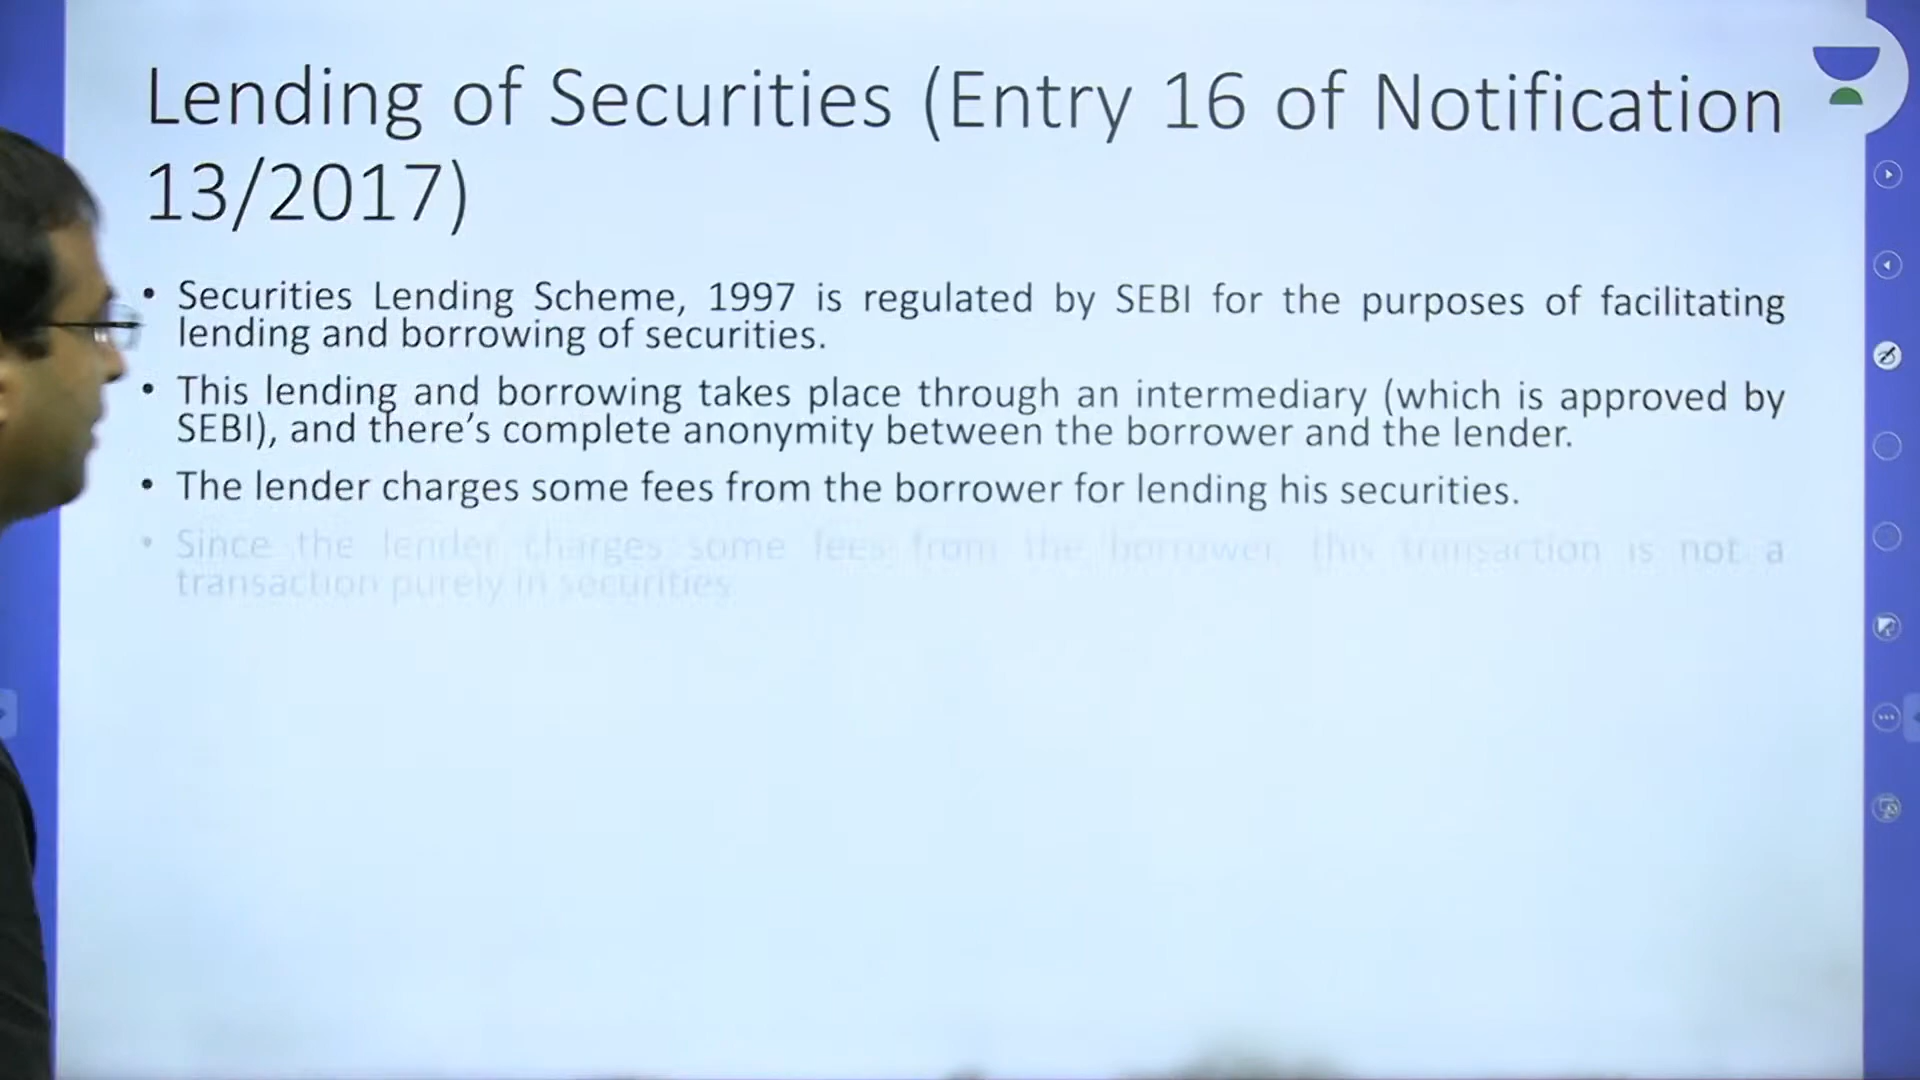 Lending of Securities (Entry 16 of Notification
13/2017)
• Securities Lending Scheme, 1997 is regulated by SEBI for the purposes of facilitating
lending and borrowing of securities.
• This lending and borrowing takes place through an intermediary (which is approved by
SEBI), and there's complete anonymity between the borrower and the lender.
• The lender charges some fees from the borrower for lending his securities.
• Since the lender charges some fees from the borrower, this transaction is not a
transaction purely in securities